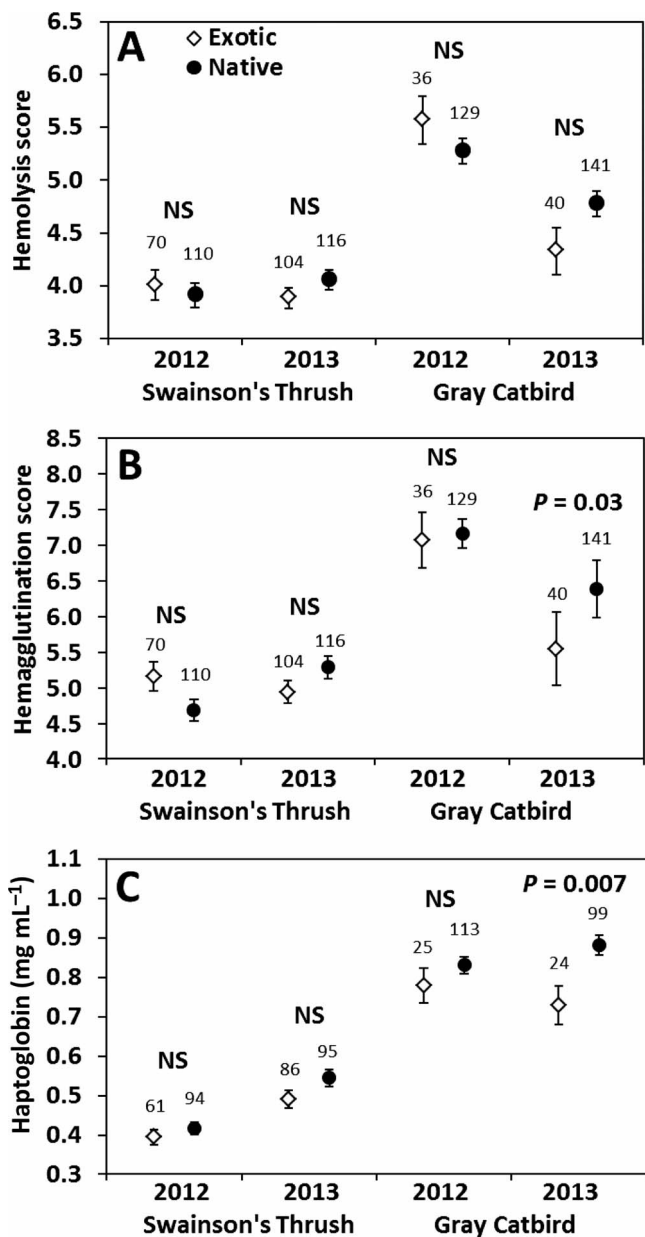 A
Exotic
Native
NS
36
129
NS
141
40
NS
70
110
NS
104
116
Hemolysis score
6.0
5.5
5.0
4.5
4.0
3.5
2012 2013 2012 2013
Swainson's Thrush Gray Catbird
B
NS
36
129
P = 0.03
141
40
NS
70
110
NS
104
116
Hemagglutination score
8.5
8.0
7.5
7.0
6.5
6.0
5.5
5.0
4.5
4.0
2012 2013 2012 2013
Swainson's Thrush Gray Catbird
C
P = 0.007
NS
25
113
99
24
NS
61
94
NS
86
95
Haptoglobin (mg mL⁻¹)
1.1
1.0
0.9
0.8
0.7
0.6
0.5
0.4
0.3
2012 2013 2012 2013
Swainson's Thrush Gray Catbird